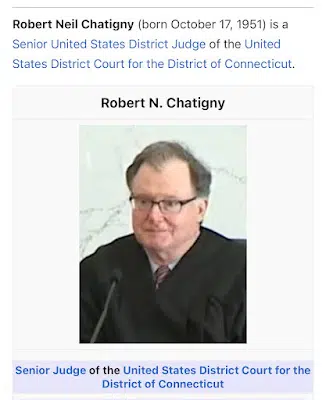 Robert Neil Chatigny (born October 17, 1951) is a
Senior United States District Judge of the United
States District Court for the District of Connecticut.
Robert N. Chatigny
Senior Judge of the United States District Court for the
District of Connecticut